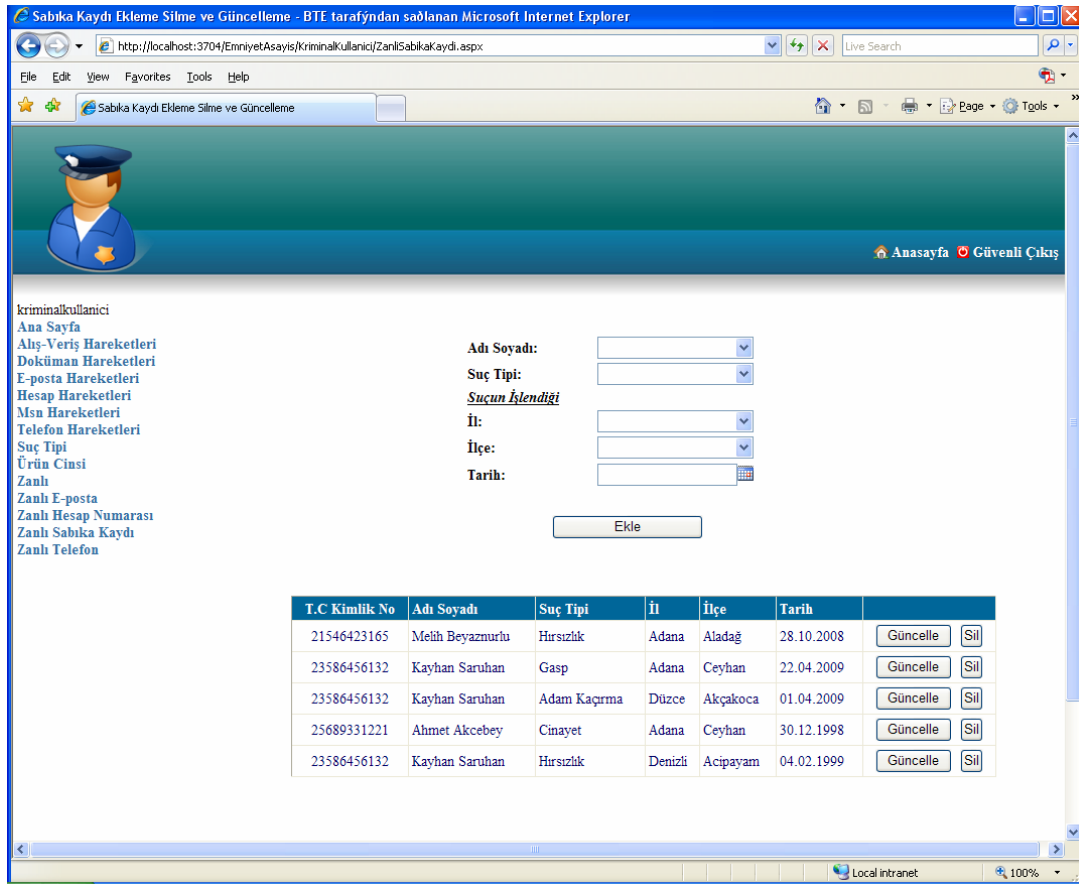 Sabıka Kaydı Ekleme Silme ve Güncelleme - BTE tarafýndan saðlanan Microsoft Internet Explorer
http://localhost:3704/EmniyetAsayis/KriminalKullanici/ZanliSabikaKaydi.aspx
Live Search
File Edit View Favorites Tools Help
Sabıka Kaydı Ekleme Silme ve Güncelleme
Page Tools »
Anasayfa Güvenli Çıkış
kriminalkullanici
Ana Sayfa
Alış-Veriş Hareketleri
Doküman Hareketleri
E-posta Hareketleri
Hesap Hareketleri
Msn Hareketleri
Telefon Hareketleri
Suç Tipi
Ürün Cinsi
Zanlı
Zanlı E-posta
Zanlı Hesap Numarası
Zanlı Sabıka Kaydı
Zanlı Telefon
Adı Soyadı:
Suç Tipi:
Suçun İşlendiği
İl:
İlçe:
Tarih:
Ekle
T.C Kimlik No Adı Soyadı Suç Tipi İl İlçe Tarih
21546423165 Melih Beyaznurlu Hırsızlık Adana Aladağ 28.10.2008 Güncelle Sil
23586456132 Kayhan Saruhan Gasp Adana Ceyhan 22.04.2009 Güncelle Sil
23586456132 Kayhan Saruhan Adam Kaçırma Düzce Akçakoca 01.04.2009 Güncelle Sil
25689331221 Ahmet Akcebey Cinayet Adana Ceyhan 30.12.1998 Güncelle Sil
23586456132 Kayhan Saruhan Hırsızlık Denizli Acipayam 04.02.1999 Güncelle Sil
Local intranet 100%